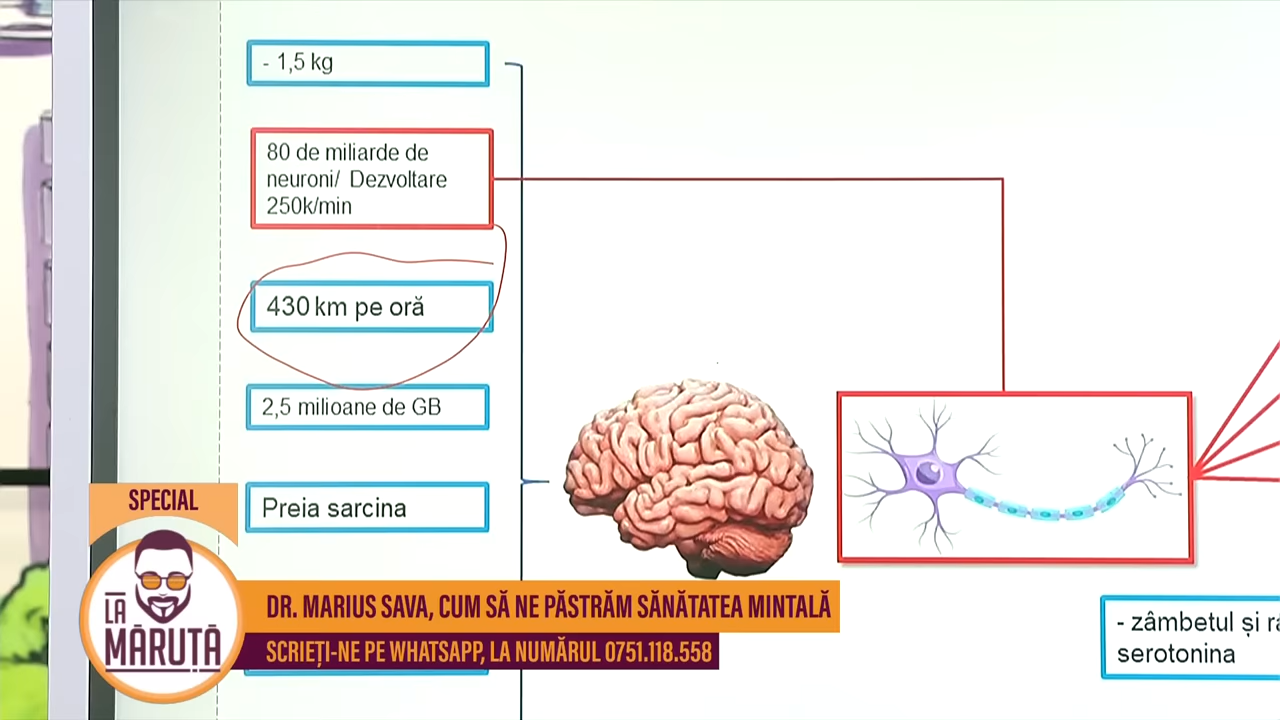 - 1,5 kg
80 de miliarde de
neuroni/ Dezvoltare
250k/min
430 km pe oră
2,5 milioane de GB
Preia sarcina
- zâmbetul și
serotonina
SPECIAL
LA
MĂRUȚĂ
DR. MARIUS SAVA, CUM SĂ NE PĂSTRĂM SĂNĂTATEA MINTALĂ
SCRIEȚI-NE PE WHATSAPP, LA NUMĂRUL 0751.118.558